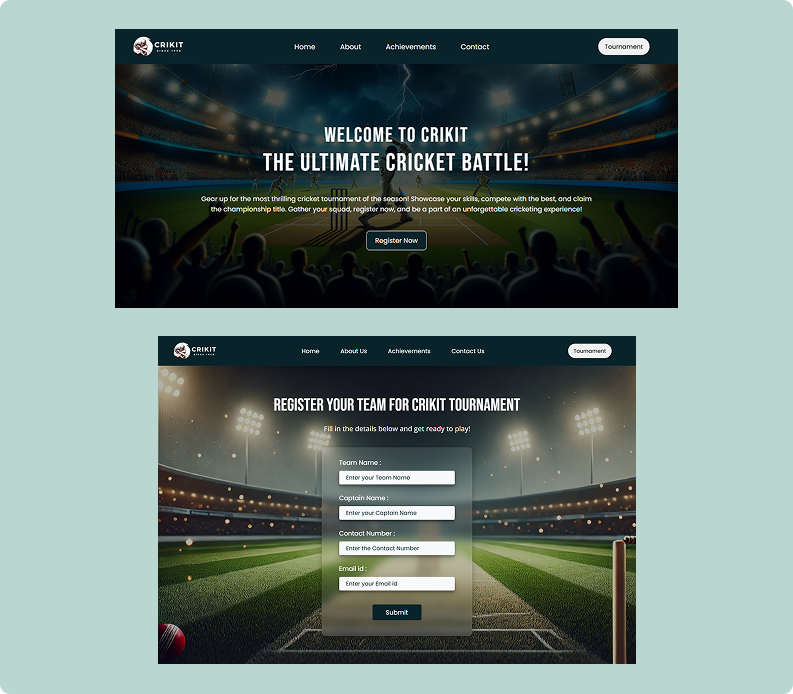 CRIKIT
SINCE 1996
Home
About
Achievements
Contact
Tournament
WELCOME TO CRIKIT
THE ULTIMATE CRICKET BATTLE!
Gear up for the most thrilling cricket tournament of the season! Showcase your skills, compete with the best, and claim
the championship title. Gather your squad, register now, and be a part of an unforgettable cricketing experience!
Register Now
CRIKIT
Home
About Us
Achievements
Contact Us
Tournament
REGISTER YOUR TEAM FOR CRIKIT TOURNAMENT
Fill in the details below and get ready to play!
Team Name :
Enter your Team Name
Captain Name :
Enter your Captain Name
Contact Number :
Enter the Contact Number
Email id :
Enter your Email id
Submit